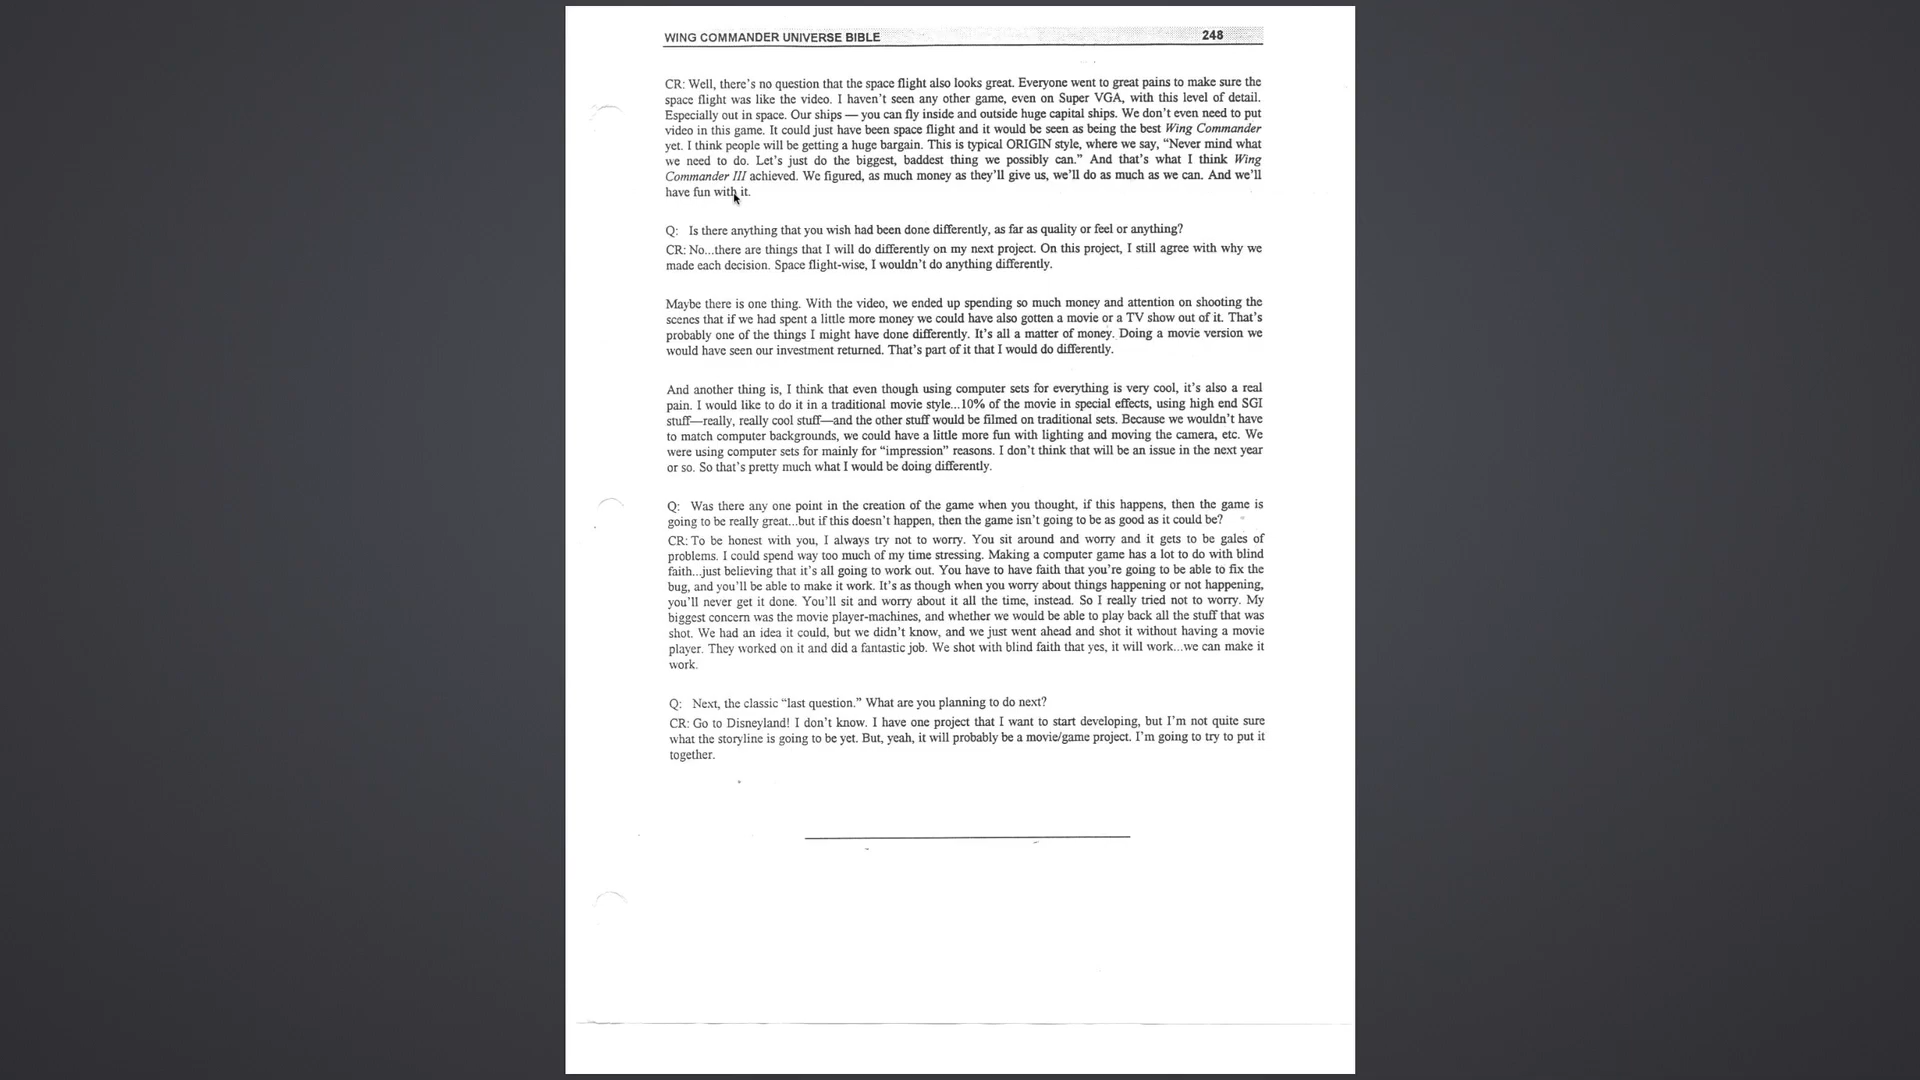 WING COMMANDER UNIVERSE BIBLE 248
CR: Well, there's no question that the space flight also looks great. Everyone went to great pains to make sure the
space flight was like the video. I haven't seen any other game, even on Super VGA, with this level of detail.
Especially out in space. Our ships — you can fly inside and outside huge capital ships. We don't even need to put
video in this game. It could just have been space flight and it would be seen as being the best Wing Commander
yet. I think people will be getting a huge bargain. This is typical ORIGIN style, where we say, “Never mind what
we need to do. Let's just do the biggest, baddest thing we possibly can.” And that's what I think Wing
Commander III achieved. We figured, as much money as they'll give us, we'll do as much as we can. And we'll
have fun with it.
Q: Is there anything that you wish had been done differently, as far as quality or feel or anything?
CR: No...there are things that I will do differently on my next project. On this project, I still agree with why we
made each decision. Space flight-wise, I wouldn't do anything differently.
Maybe there is one thing. With the video, we ended up spending so much money and attention on shooting the
scenes that if we had spent a little more money we could have also gotten a movie or a TV show out of it. That's
probably one of the things I might have done differently. It's all a matter of money. Doing a movie version we
would have seen our investment returned. That's part of it that I would do differently.
And another thing is, I think that even though using computer sets for everything is very cool, it's also a real
pain. I would like to do it in a traditional movie style...10% of the movie in special effects, using high end SGI
stuff—really, really cool stuff—and the other stuff would be filmed on traditional sets. Because we wouldn't have
to match computer backgrounds, we could have a little more fun with lighting and moving the camera, etc. We
were using computer sets for mainly for “impression” reasons. I don't think that will be an issue in the next year
or so. So that's pretty much what I would be doing differently.
Q: Was there any one point in the creation of the game when you thought, if this happens, then the game is
going to be really great...but if this doesn't happen, then the game isn't going to be as good as it could be?
CR: To be honest with you, I always try not to worry. You sit around and worry and it gets to be gales of
problems. I could spend way too much of my time stressing. Making a computer game has a lot to do with blind
faith...just believing that it's all going to work out. You have to have faith that you're going to be able to fix the
bug, and you'll be able to make it work. It's as though when you worry about things happening or not happening,
you'll never get it done. You'll sit and worry about it all the time, instead. So I really tried not to worry. My
biggest concern was the movie player-machines, and whether we would be able to play back all the stuff that was
shot. We had an idea it could, but we didn't know, and we just went ahead and shot it without having a movie
player. They worked on it and did a fantastic job. We shot with blind faith that yes, it will work...we can make it
work.
Q: Next, the classic “last question.” What are you planning to do next?
CR: Go to Disneyland! I don't know. I have one project that I want to start developing, but I'm not quite sure
what the storyline is going to be yet. But, yeah, it will probably be a movie/game project. I'm going to try to put it
together.